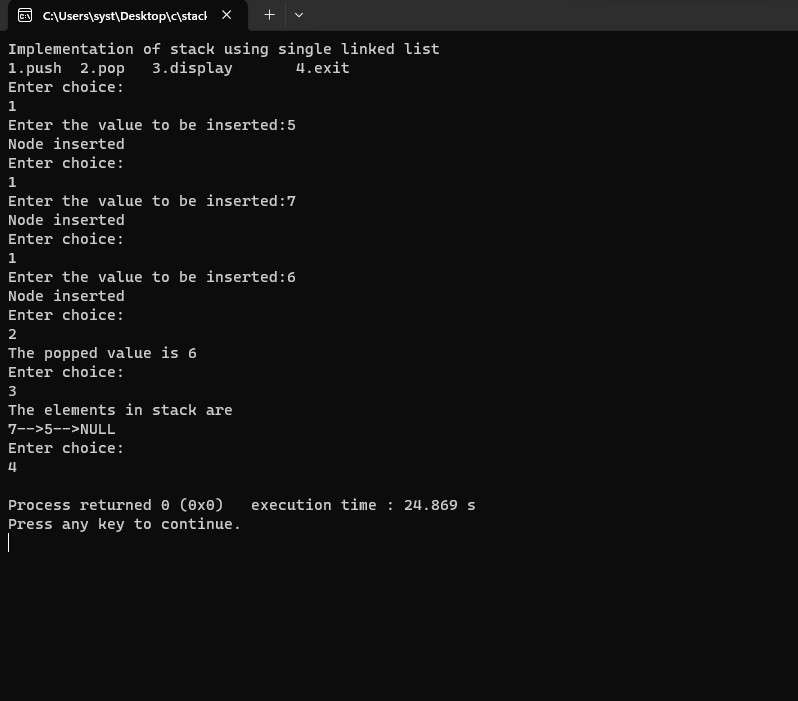 C:\Users\syst\Desktop\c\stack
Implementation of stack using single linked list
1.push  2.pop   3.display       4.exit
Enter choice:
1
Enter the value to be inserted:5
Node inserted
Enter choice:
1
Enter the value to be inserted:7
Node inserted
Enter choice:
1
Enter the value to be inserted:6
Node inserted
Enter choice:
2
The popped value is 6
Enter choice:
3
The elements in stack are
7-->5-->NULL
Enter choice:
4
Process returned 0 (0x0)   execution time : 24.869 s
Press any key to continue.